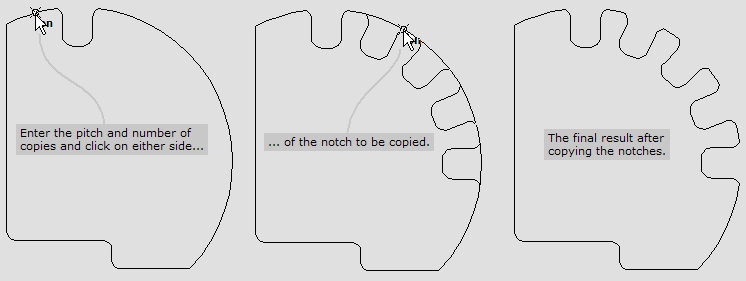 Enter the pitch and number of
copies and click on either side...
... of the notch to be copied.
The final result after
copying the notches.